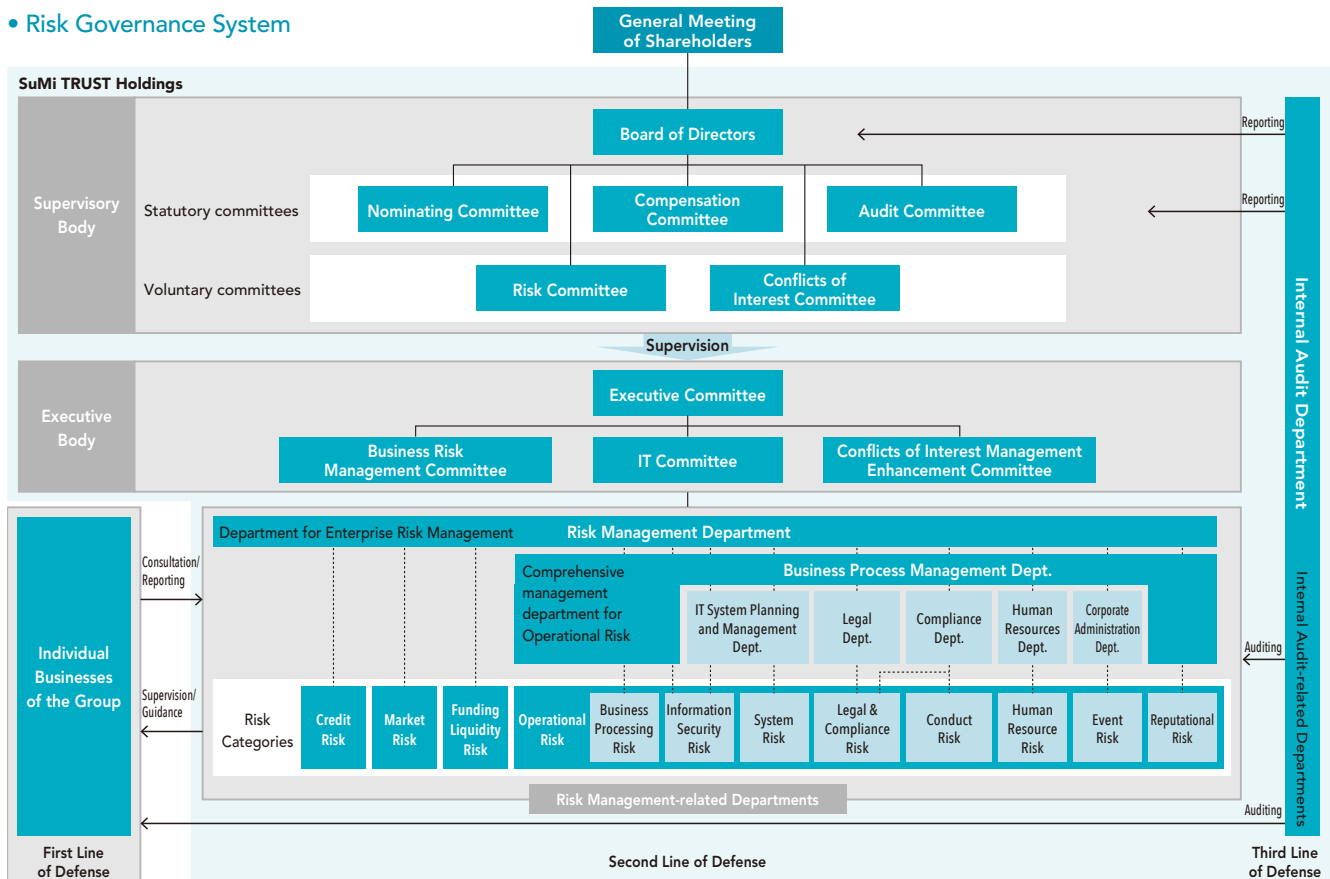 • Risk Governance System
General Meeting
of Shareholders
SuMi TRUST Holdings
Supervisory
Body
Board of Directors
Reporting
Statutory committees
Nominating Committee
Compensation
Committee
Audit Committee
Reporting
Voluntary committees
Risk Committee
Conflicts of
Interest Committee
Supervision
Executive
Body
Executive Committee
Business Risk
Management Committee
IT Committee
Conflicts of Interest Management
Enhancement Committee
Internal Audit Department
Internal Audit-related Departments
Individual
Businesses
of the Group
Consultation/
Reporting
Supervision/
Guidance
Department for Enterprise Risk Management
Risk Management Department
Comprehensive
management
department for
Operational Risk
Business Process Management Dept.
IT System Planning
and Management
Dept.
Legal
Dept.
Compliance
Dept.
Human
Resources
Dept.
Corporate
Administration
Dept.
Auditing
Risk
Categories
Credit
Risk
Market
Risk
Funding
Liquidity
Risk
Operational
Risk
Business
Processing
Risk
Information
Security
Risk
System
Risk
Legal &
Compliance
Risk
Conduct
Risk
Human
Resource
Risk
Event
Risk
Reputational
Risk
Risk Management-related Departments
Auditing
First Line
of Defense
Second Line of Defense
Third Line
of Defense